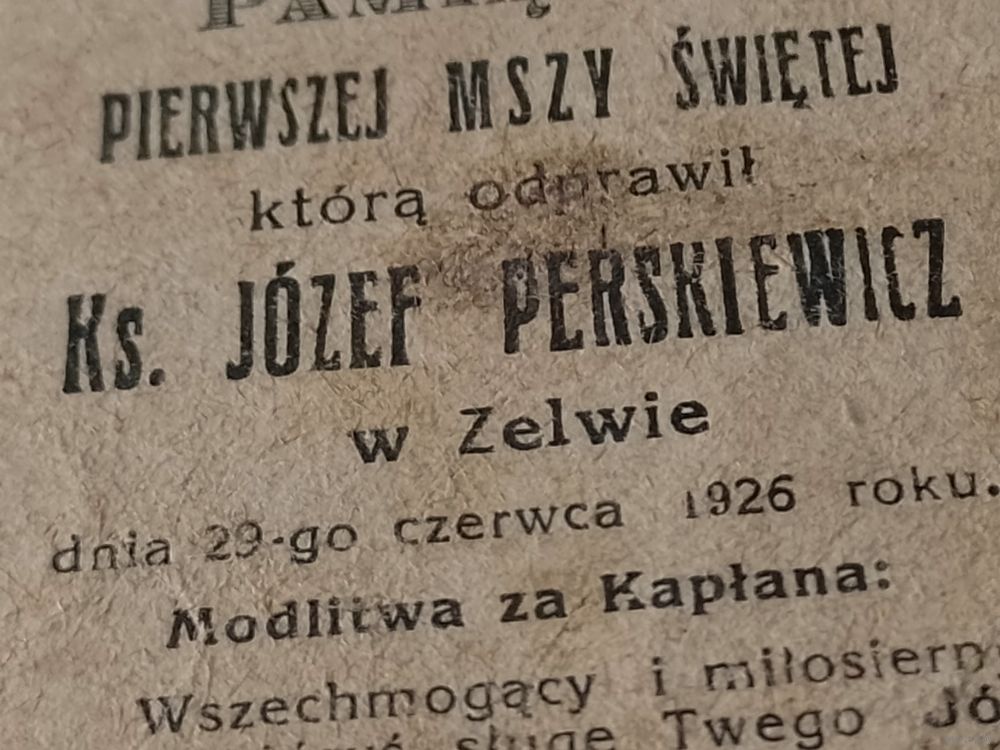 PIERWSZEJ MSZY ŚWIĘTEJ
którą odprawił
Ks. JÓZEF PERSKIEWICZ
w Zelwie
dnia 29-go czerwca 1926 roku.
Modlitwa za Kapłana:
Wszechmogący i
sługę Twego